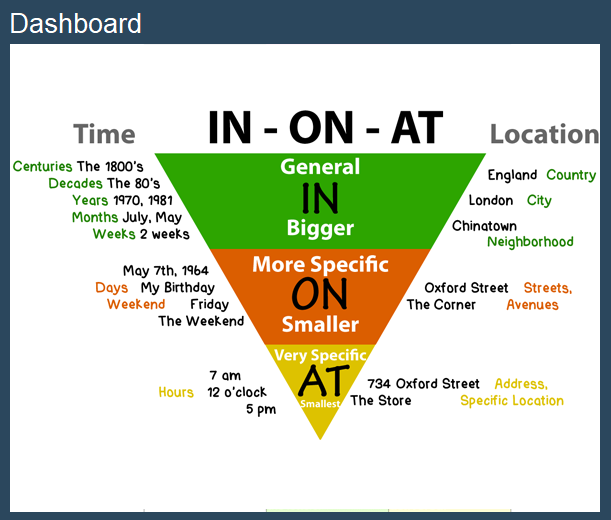 Dashboard
IN - ON - AT
Time
Location
General
IN
Bigger
Centuries The 1800's
Decades The 80's
Years 1970, 1981
Months July, May
Weeks 2 weeks
England Country
London City
Chinatown
Neighborhood
More Specific
ON
Smaller
May 7th, 1964
Days My Birthday
Weekend Friday
The Weekend
Oxford Street Streets,
The Corner Avenues
Very Specific
AT
Smallest
7 am
Hours 12 o'clock
5 pm
734 Oxford Street Address,
The Store Specific Location